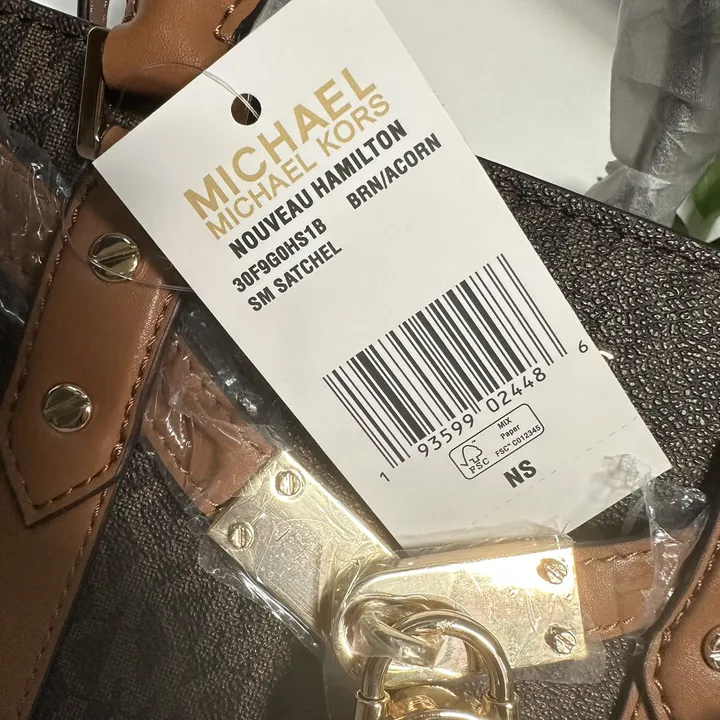 MICHAEL
MICHAEL KORS
NOUVEAU HAMILTON
30F9G0HS1B BRN/ACORN
SM SATCHEL
1 93599 02448 6
MIX
Paper
FSC™ C012345
FSC
NS